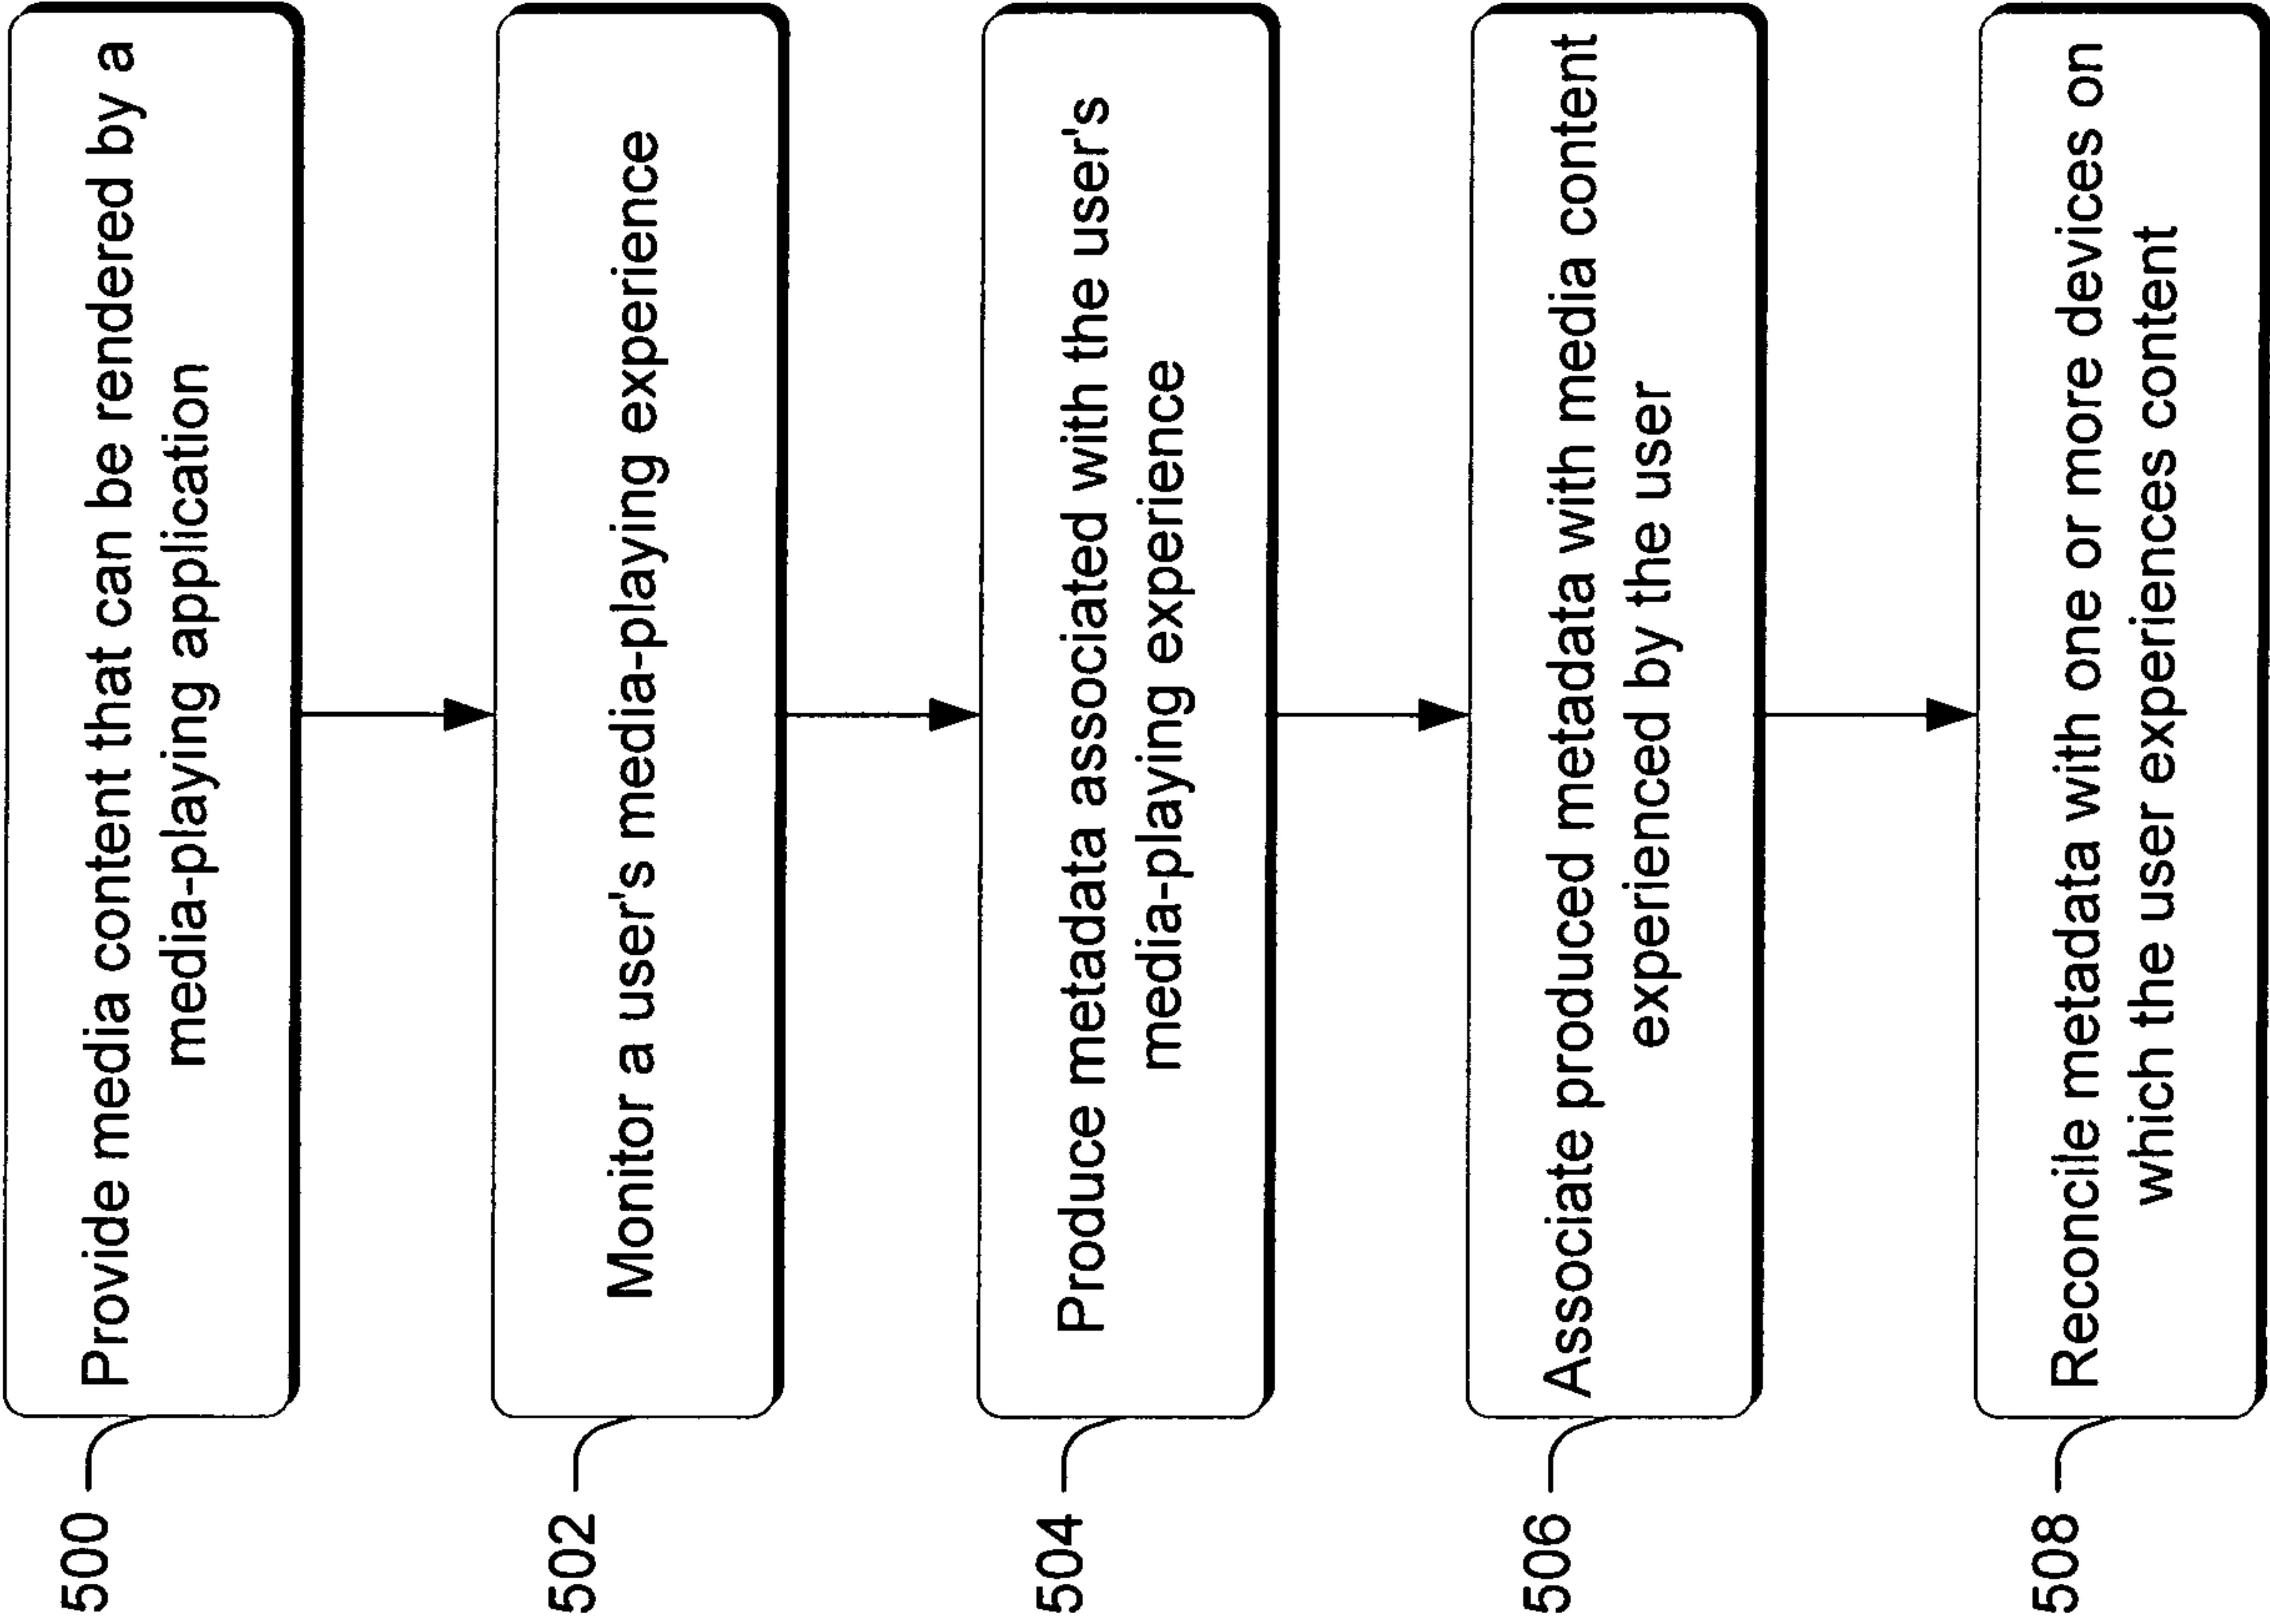 500
Provide media content that can be rendered by a
media-playing application
502
Monitor a user's media-playing experience
504
Produce metadata associated with the user's
media-playing experience
506
Associate produced metadata with media content
experienced by the user
508
Reconcile metadata with one or more devices on
which the user experiences content